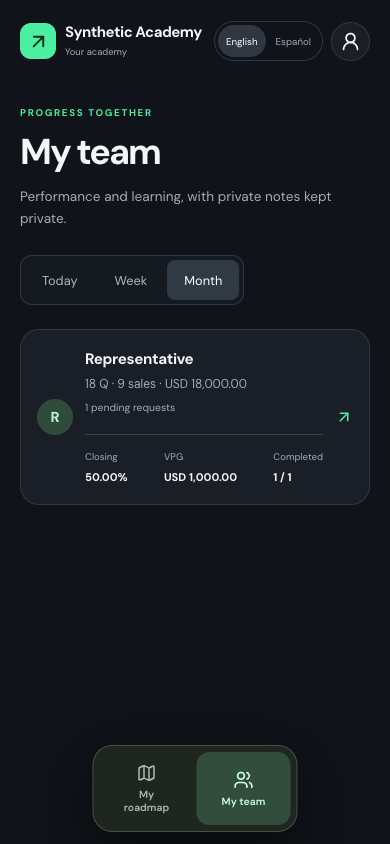 Synthetic Academy
Your academy
English
Español
PROGRESS TOGETHER
My team
Performance and learning, with private notes kept
private.
Today
Week
Month
Representative
18 Q · 9 sales · USD 18,000.00
1 pending requests
R
Closing
VPG
Completed
50.00%
USD 1,000.00
1 / 1
My
roadmap
My team